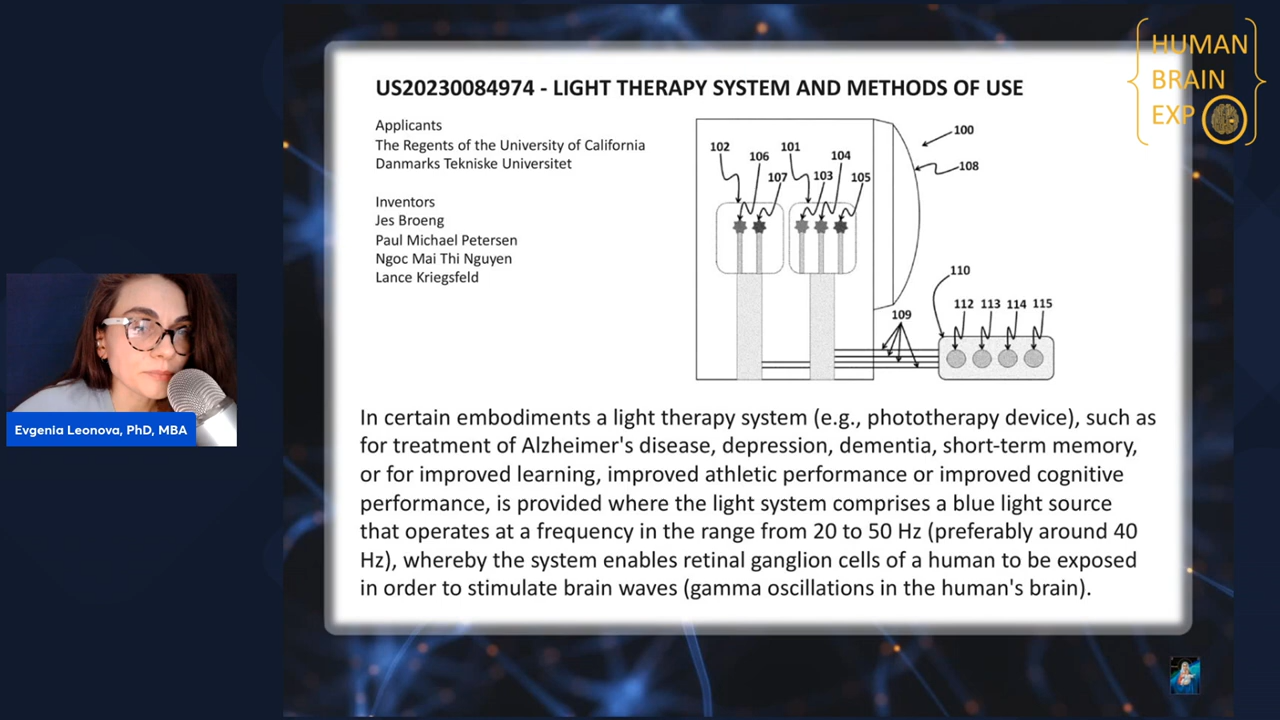 US20230084974 - LIGHT THERAPY SYSTEM AND METHODS OF USE
Applicants
The Regents of the University of California
Danmarks Tekniske Universitet
Inventors
Jes Broeng
Paul Michael Petersen
Ngoc Mai Thi Nguyen
Lance Kriegsfeld
102
106
107
101
103
104
105
100
108
109
110
112 113 114 115
In certain embodiments a light therapy system (e.g., phototherapy device), such as
for treatment of Alzheimer's disease, depression, dementia, short-term memory,
or for improved learning, improved athletic performance or improved cognitive
performance, is provided where the light system comprises a blue light source
that operates at a frequency in the range from 20 to 50 Hz (preferably around 40
Hz), whereby the system enables retinal ganglion cells of a human to be exposed
in order to stimulate brain waves (gamma oscillations in the human's brain).
HUMAN
BRAIN
EXP
Evgenia Leonova, PhD, MBA